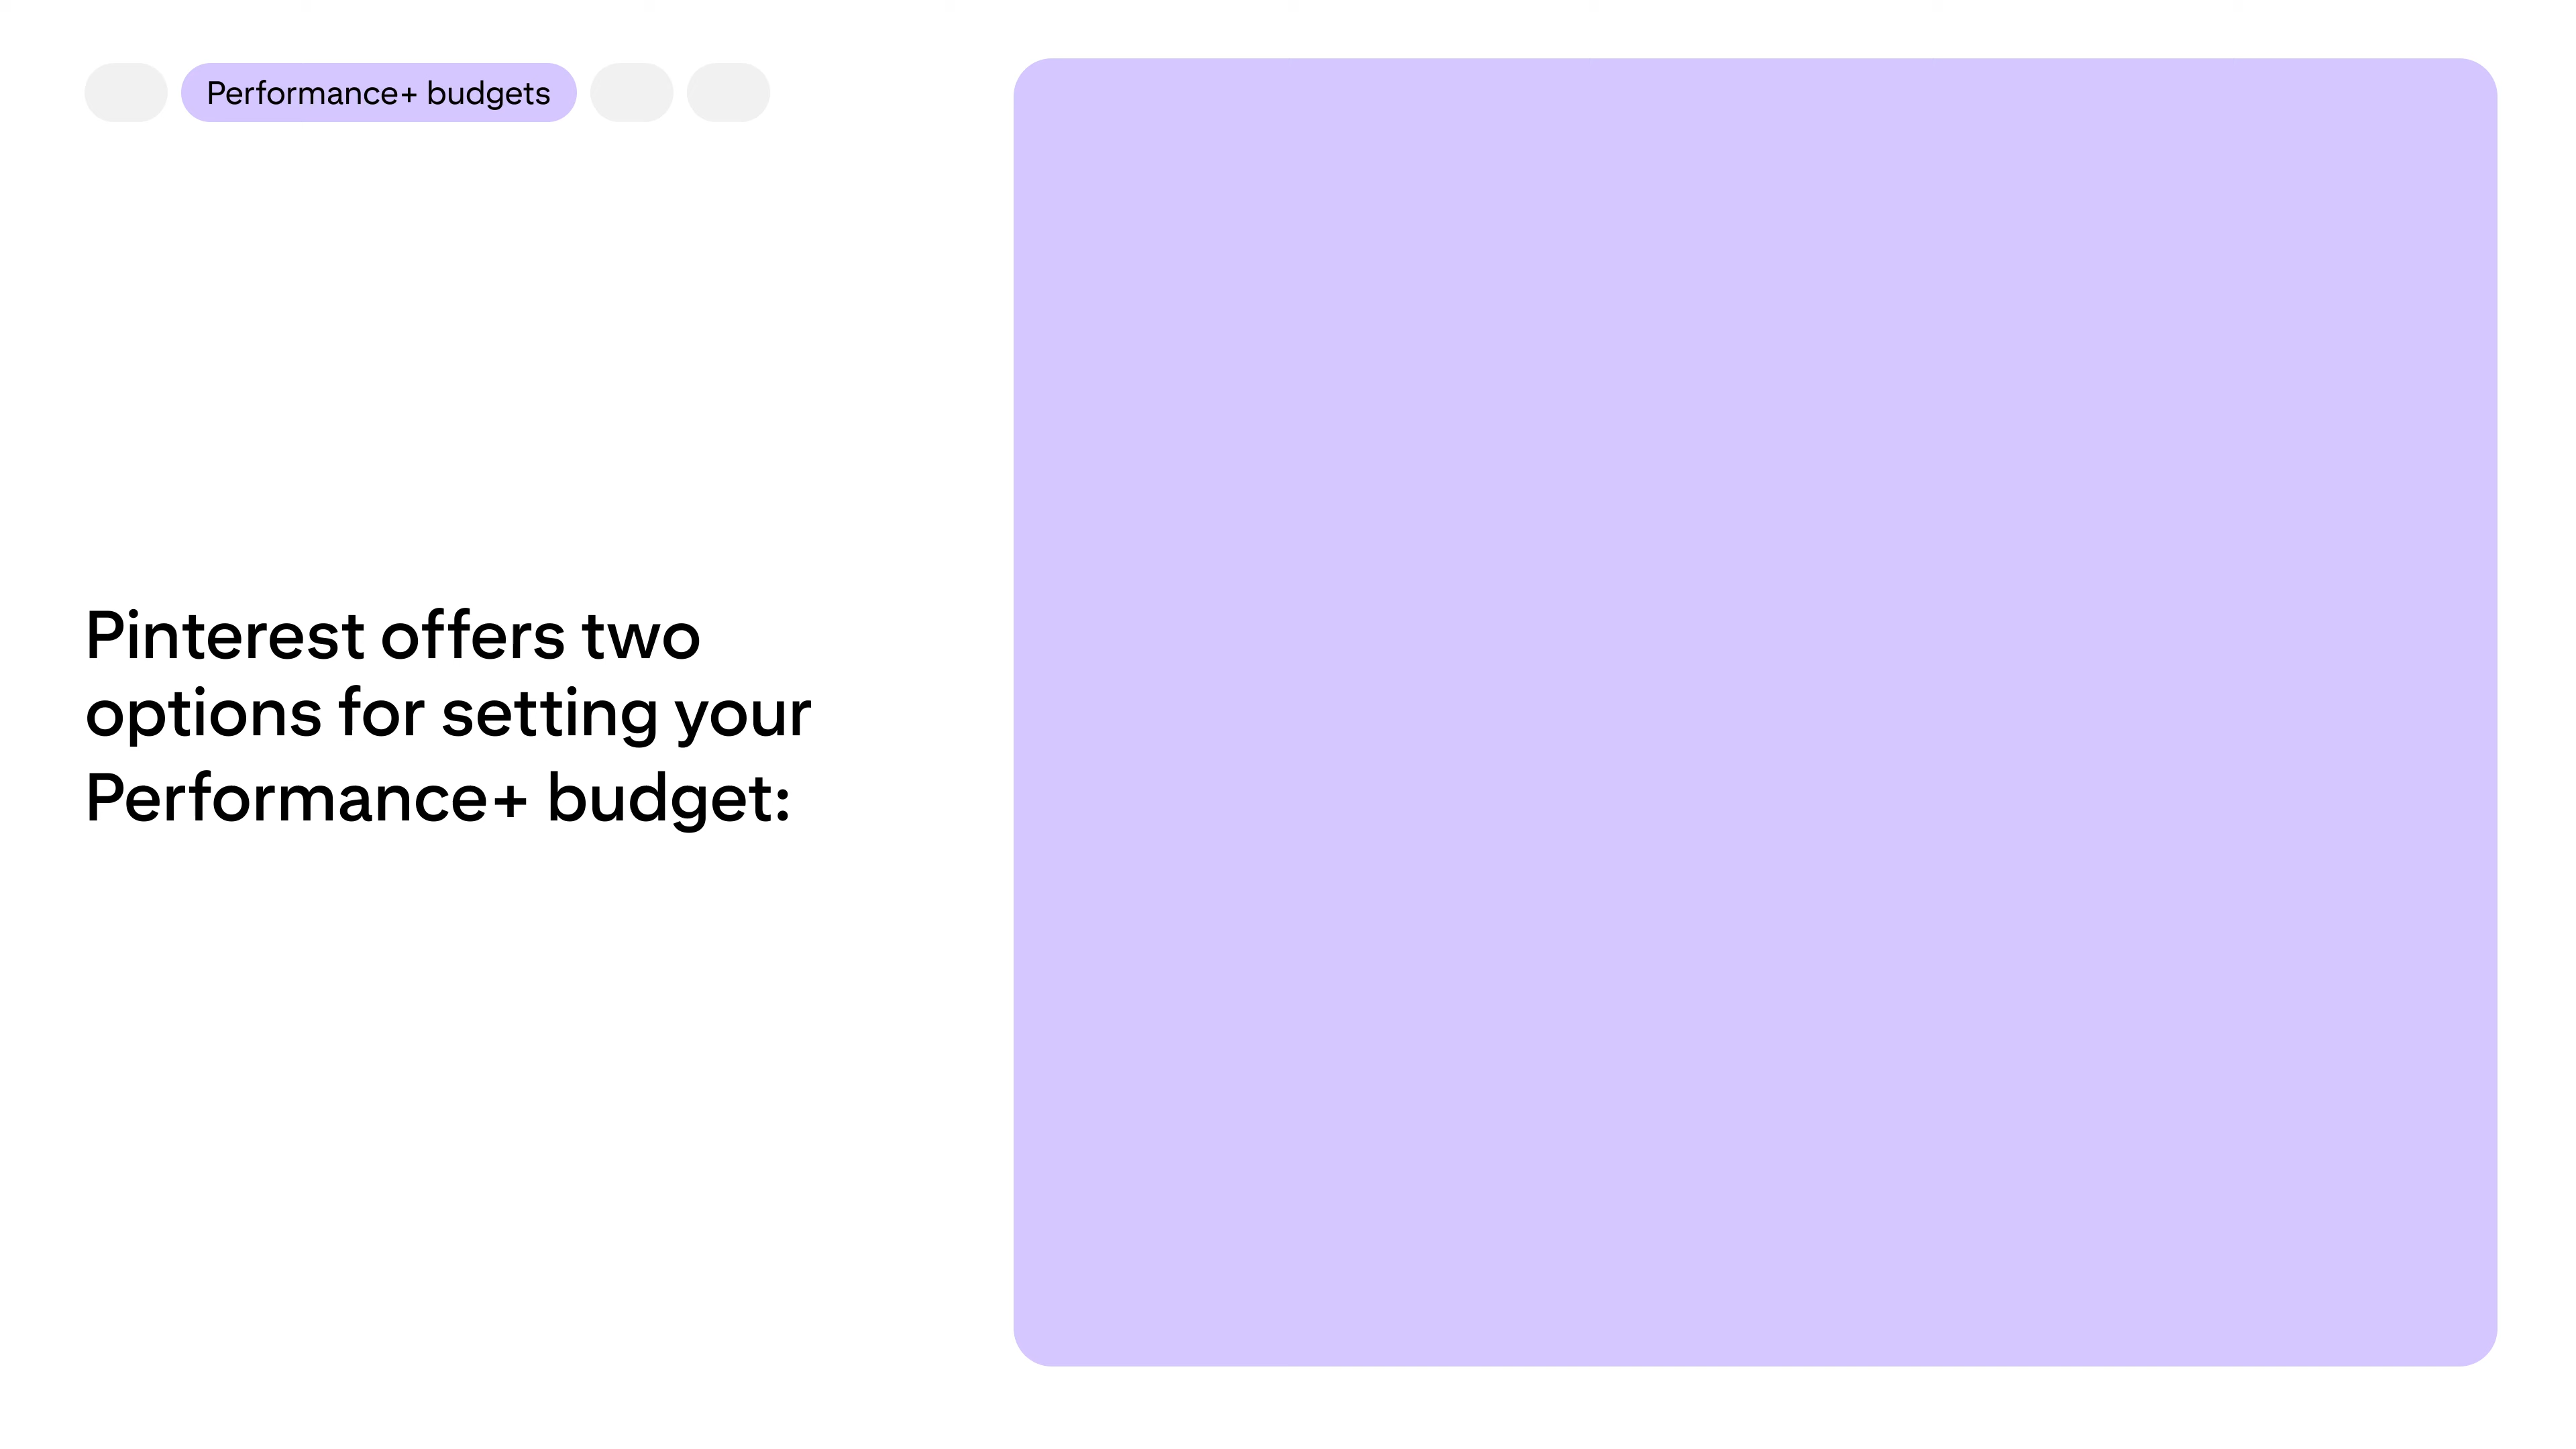 Performance+ budgets
Pinterest offers two
options for setting your
Performance+ budget: